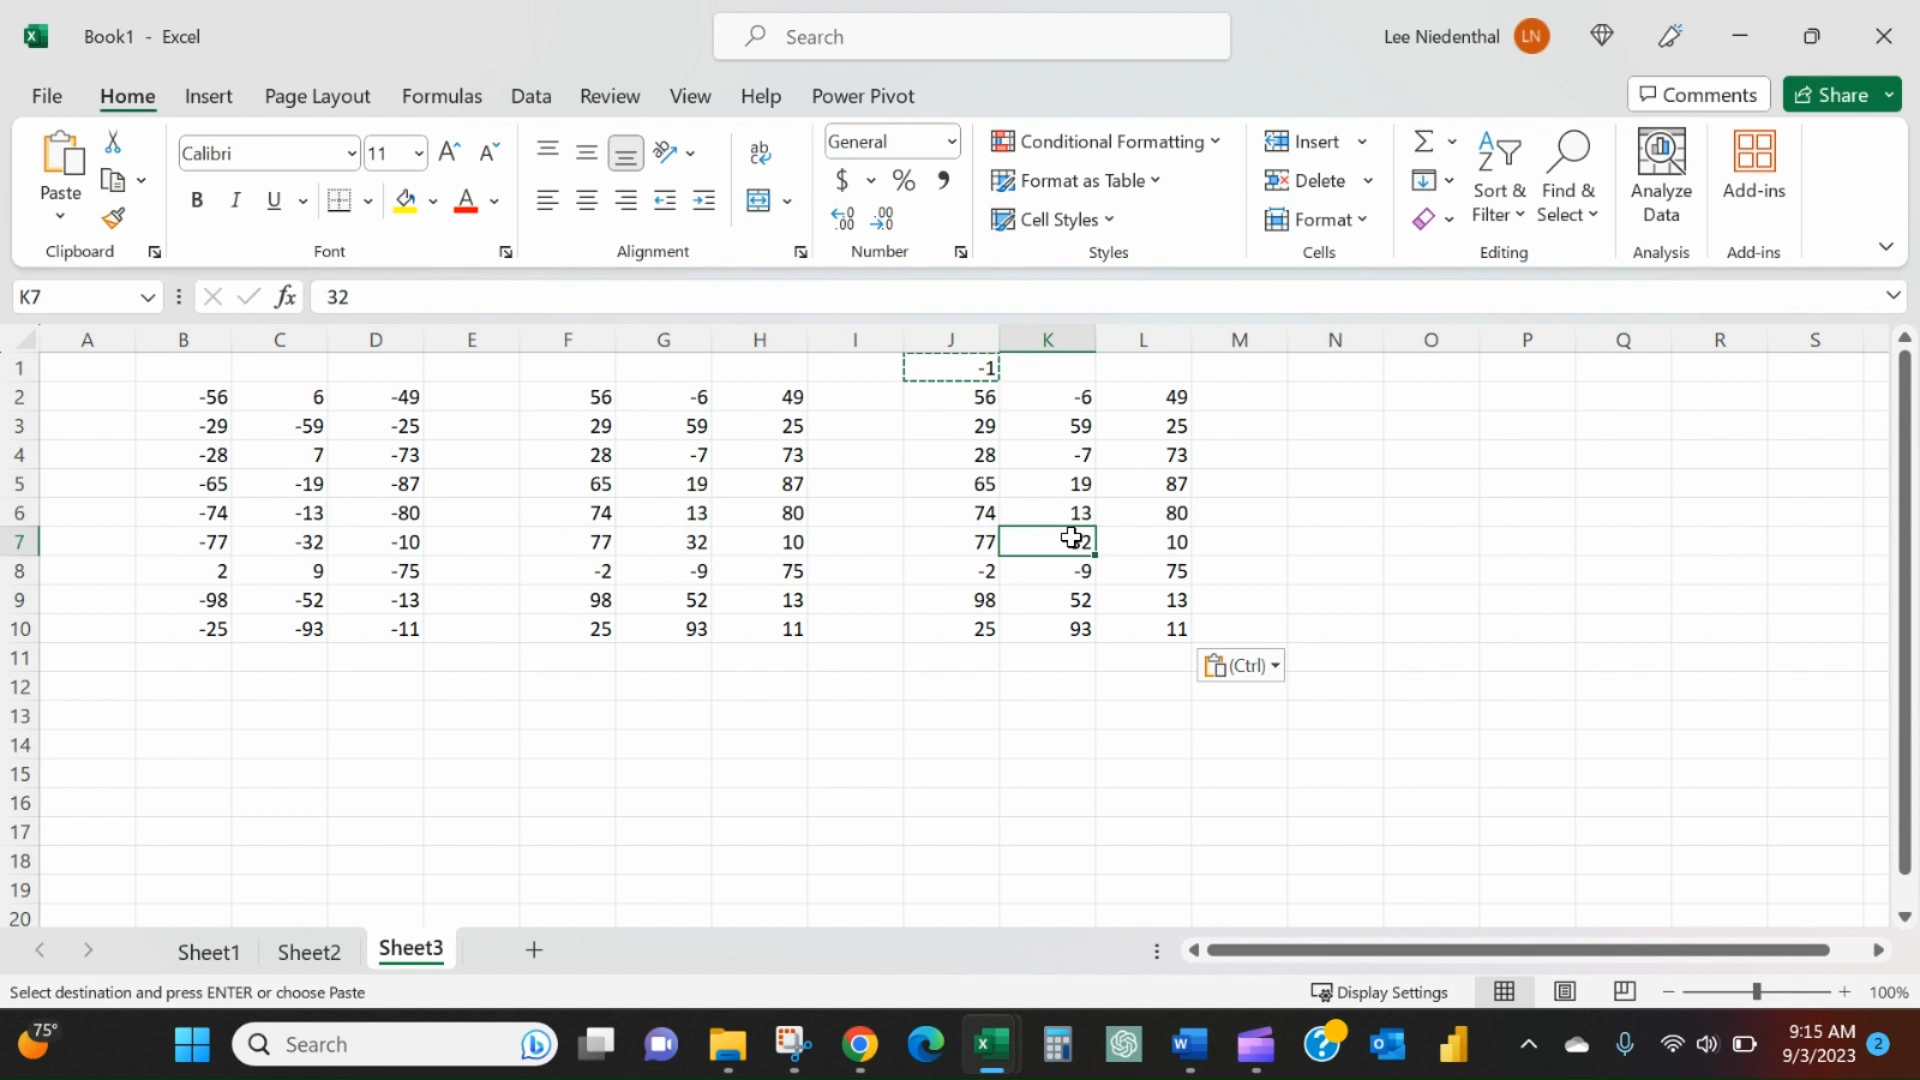 Book1 - Excel
Search
Lee Niedenthal LN
File Home Insert Page Layout Formulas Data Review View Help Power Pivot Comments Share
Paste
Clipboard
Calibri 11 A A
B I U A
Font
ab
c
Alignment
General
$ % ,
.00 .0
Number
Conditional Formatting
Format as Table
Cell Styles
Styles
Insert
Delete
Format
Cells
Σ
Sort & Filter
Find & Select
Editing
Analyze Data
Analysis
Add-ins
Add-ins
K7 fx 32
A B C D E F G H I J K L M N O P Q R S
1 -1
2 -56 6 -49 56 -6 49 56 -6 49
3 -29 -59 -25 29 59 25 29 59 25
4 -28 7 -73 28 -7 73 28 -7 73
5 -65 -19 -87 65 19 87 65 19 87
6 -74 -13 -80 74 13 80 74 13 80
7 -77 -32 -10 77 32 10 77 32 10
8 2 9 -75 -2 -9 75 -2 -9 75
9 -98 -52 -13 98 52 13 98 52 13
10 -25 -93 -11 25 93 11 25 93 11
11 (Ctrl)
12
13
14
15
16
17
18
19
20
Sheet1 Sheet2 Sheet3 +
Select destination and press ENTER or choose Paste Display Settings 100%
75° Search 9:15 AM
9/3/2023 2